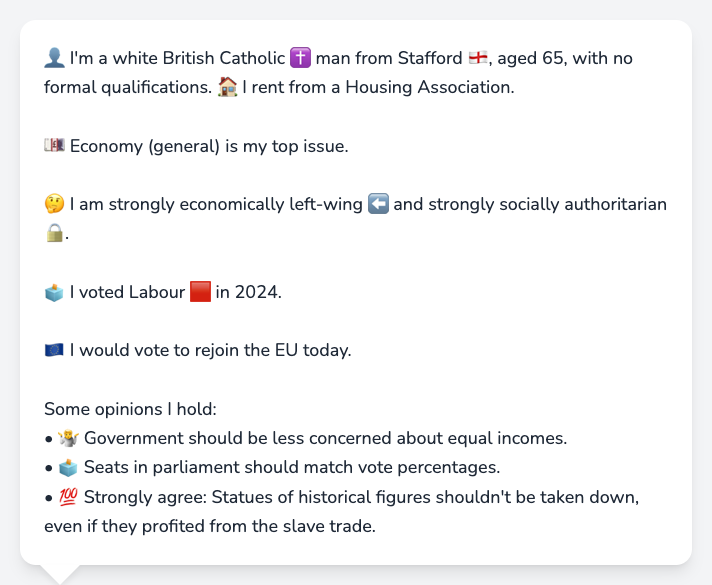 👤 I'm a white British Catholic ✝️ man from Stafford 🏴󠁧󠁢󠁥󠁮󠁧󠁿, aged 65, with no
formal qualifications. 🏠 I rent from a Housing Association.
💷 Economy (general) is my top issue.
🤔 I am strongly economically left-wing ⬅️ and strongly socially authoritarian
🔒.
🗳️ I voted Labour 🟥 in 2024.
🇪🇺 I would vote to rejoin the EU today.
Some opinions I hold:
• 🤷 Government should be less concerned about equal incomes.
• 🗳️ Seats in parliament should match vote percentages.
• 💯 Strongly agree: Statues of historical figures shouldn't be taken down,
even if they profited from the slave trade.